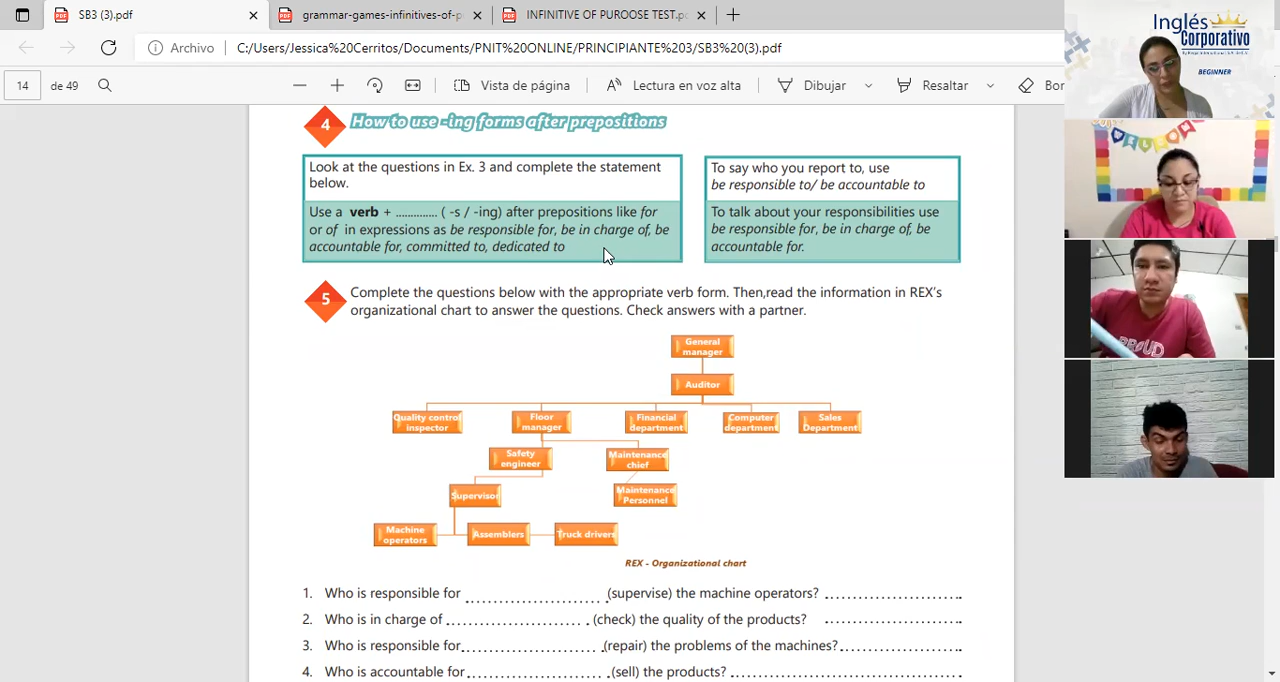 SB3 (3).pdf
grammar-games-infinitives-of-p
INFINITIVE OF PUROOSE TEST.pc
Archivo
C:/Users/Jessica%20Cerritos/Documents/PNIT%20ONLINE/PRINCIPIANTE%203/SB3%20(3).pdf
14 de 49
Vista de página
Lectura en voz alta
Dibujar
Resaltar
Bor
Inglés
Corporativo
BEGINNER
4 How to use -ing forms after prepositions
Look at the questions in Ex. 3 and complete the statement
below.
Use a verb + .............. ( -s / -ing) after prepositions like for
or of in expressions as be responsible for, be in charge of, be
accountable for, committed to, dedicated to
To say who you report to, use
be responsible to/ be accountable to
To talk about your responsibilities use
be responsible for, be in charge of, be
accountable for.
5 Complete the questions below with the appropriate verb form. Then,read the information in REX's
organizational chart to answer the questions. Check answers with a partner.
General
manager
Auditor
Quality control
inspector
Floor
manager
Financial
department
Computer
department
Sales
Department
Safety
engineer
Maintenance
chief
Supervisor
Maintenance
Personnel
Machine
operators
Assemblers
Truck drivers
REX - Organizational chart
1. Who is responsible for ........................ (supervise) the machine operators? ........................
2. Who is in charge of ........................ (check) the quality of the products? ........................
3. Who is responsible for........................ (repair) the problems of the machines?........................
4. Who is accountable for........................ (sell) the products? ........................
PROUD